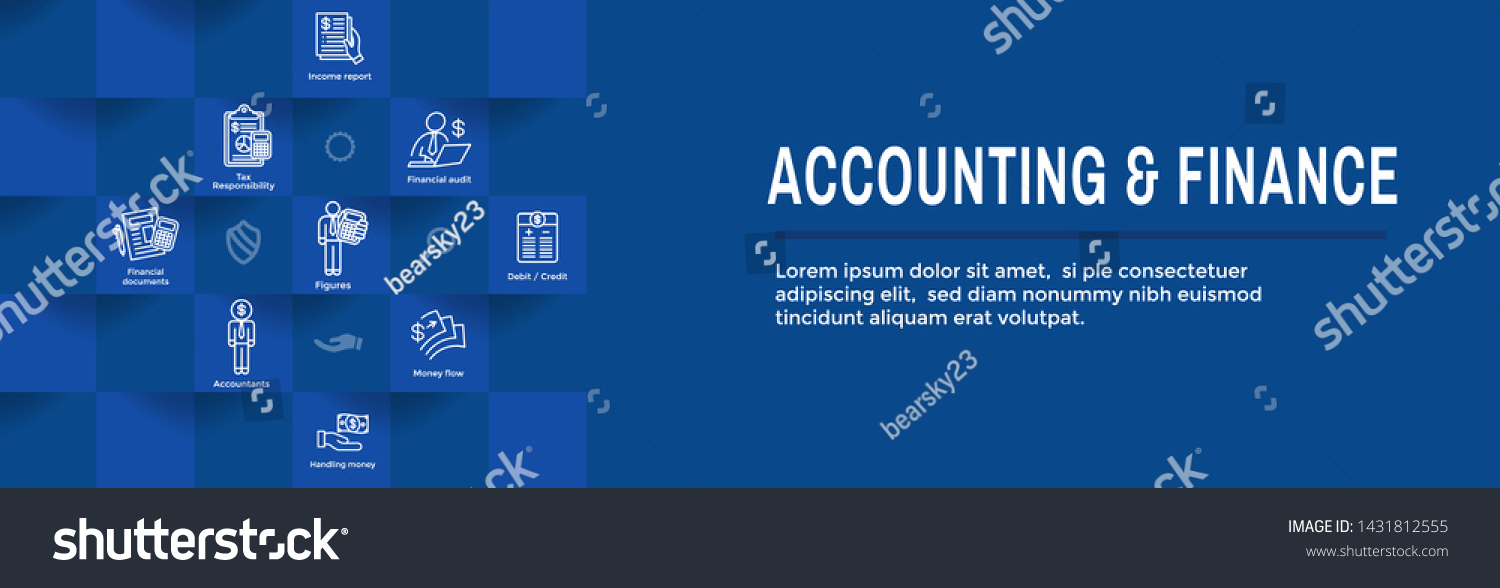 Income report
Tax
Responsibility
Financial audit
Financial
documents
Figures
Debit / Credit
Accountants
Money flow
Handling money
ACCOUNTING & FINANCE
Lorem ipsum dolor sit amet,  si ple consectetuer
adipiscing elit,  sed diam nonummy nibh euismod
tincidunt aliquam erat volutpat.
shutterstock
shutterstock
bearsky23
bearsky23
shutterstock
IMAGE ID: 1431812555
www.shutterstock.com